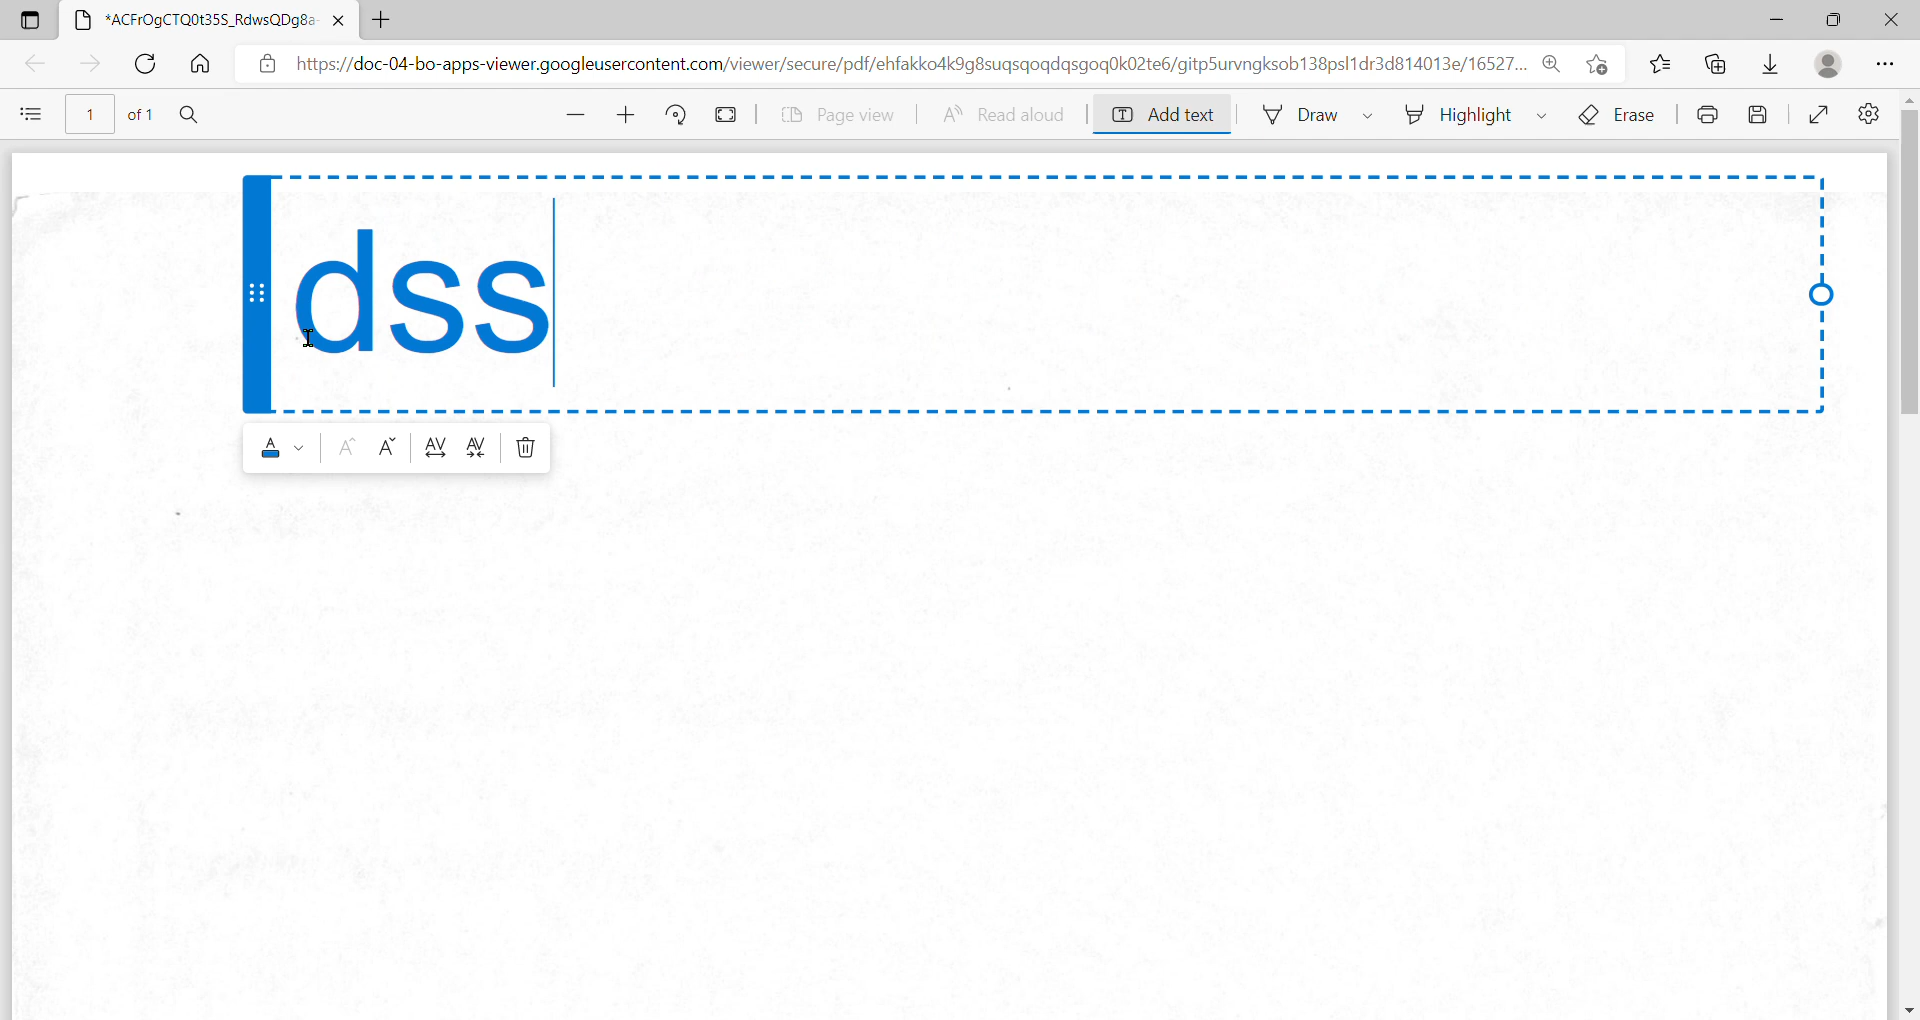 *ACFrOgCTQ0t35S_RdwsQDg8a-
https://doc-04-bo-apps-viewer.googleusercontent.com/viewer/secure/pdf/ehfakko4k9g8suqsqoqdqsgoq0k02te6/gitp5urvngksob138psl1dr3d814013e/16527...
1 of 1 Page view Read aloud Add text Draw Highlight Erase
dss